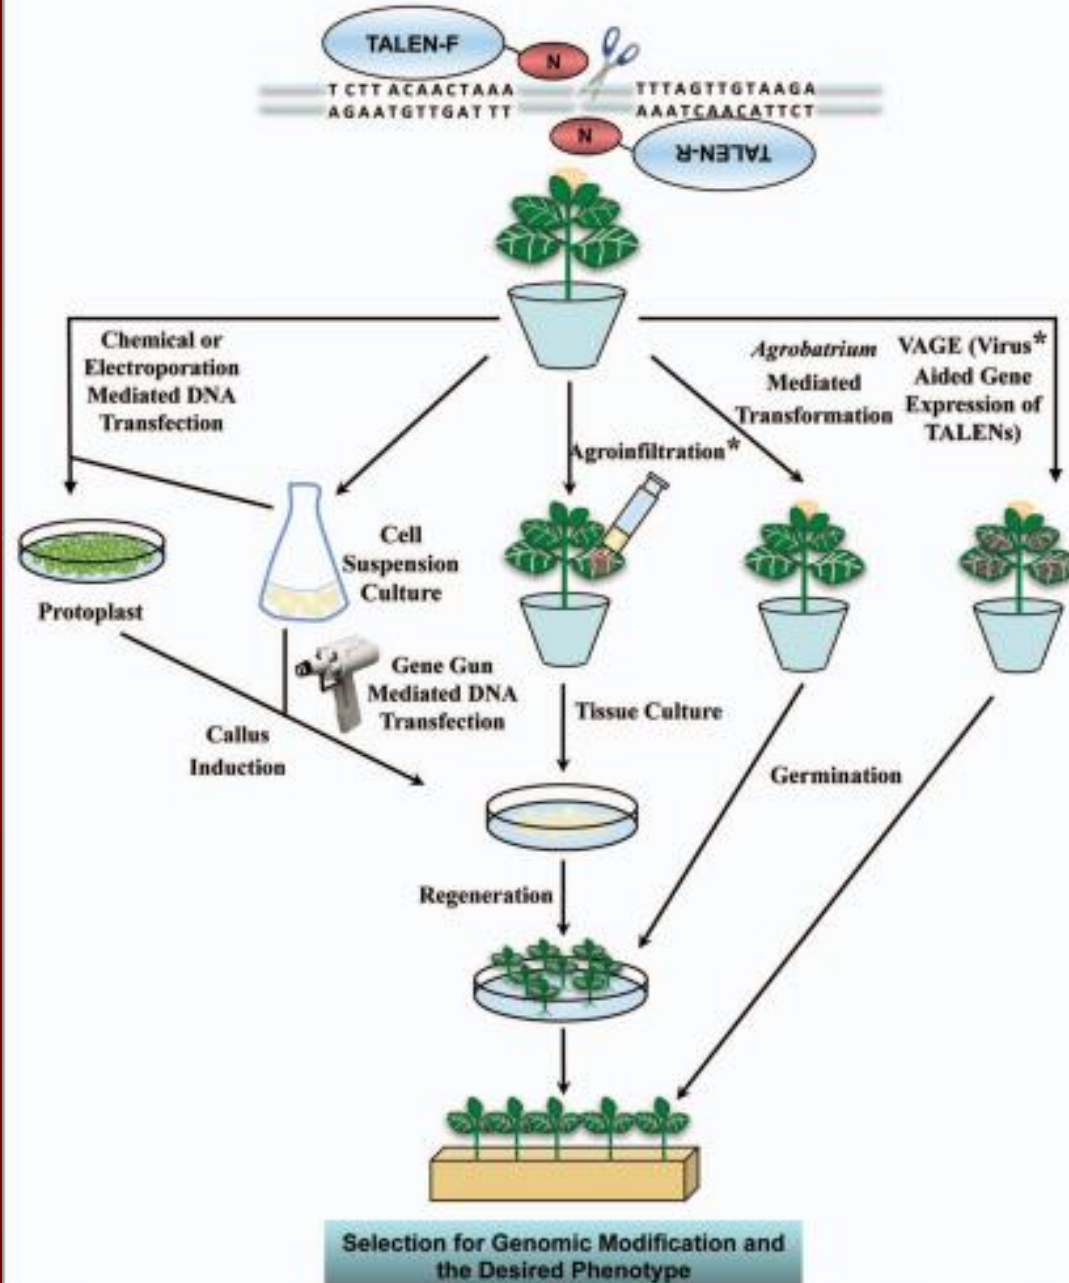 TALEN-F
N
T CTT ACAACTAAA
TTTAGTTGTAAGA
AGAATGTTGAT TT
AAATCAACATTCT
N
TALEN-R
Chemical or
Electroporation
Mediated DNA
Transfection
Agrobatrium
Mediated
Transformation
VAGE (Virus*
Aided Gene
Expression of
TALENs)
Agroinfiltration*
Cell
Suspension
Culture
Protoplast
Gene Gun
Mediated DNA
Transfection
Callus
Induction
Tissue Culture
Germination
Regeneration
Selection for Genomic Modification and
the Desired Phenotype